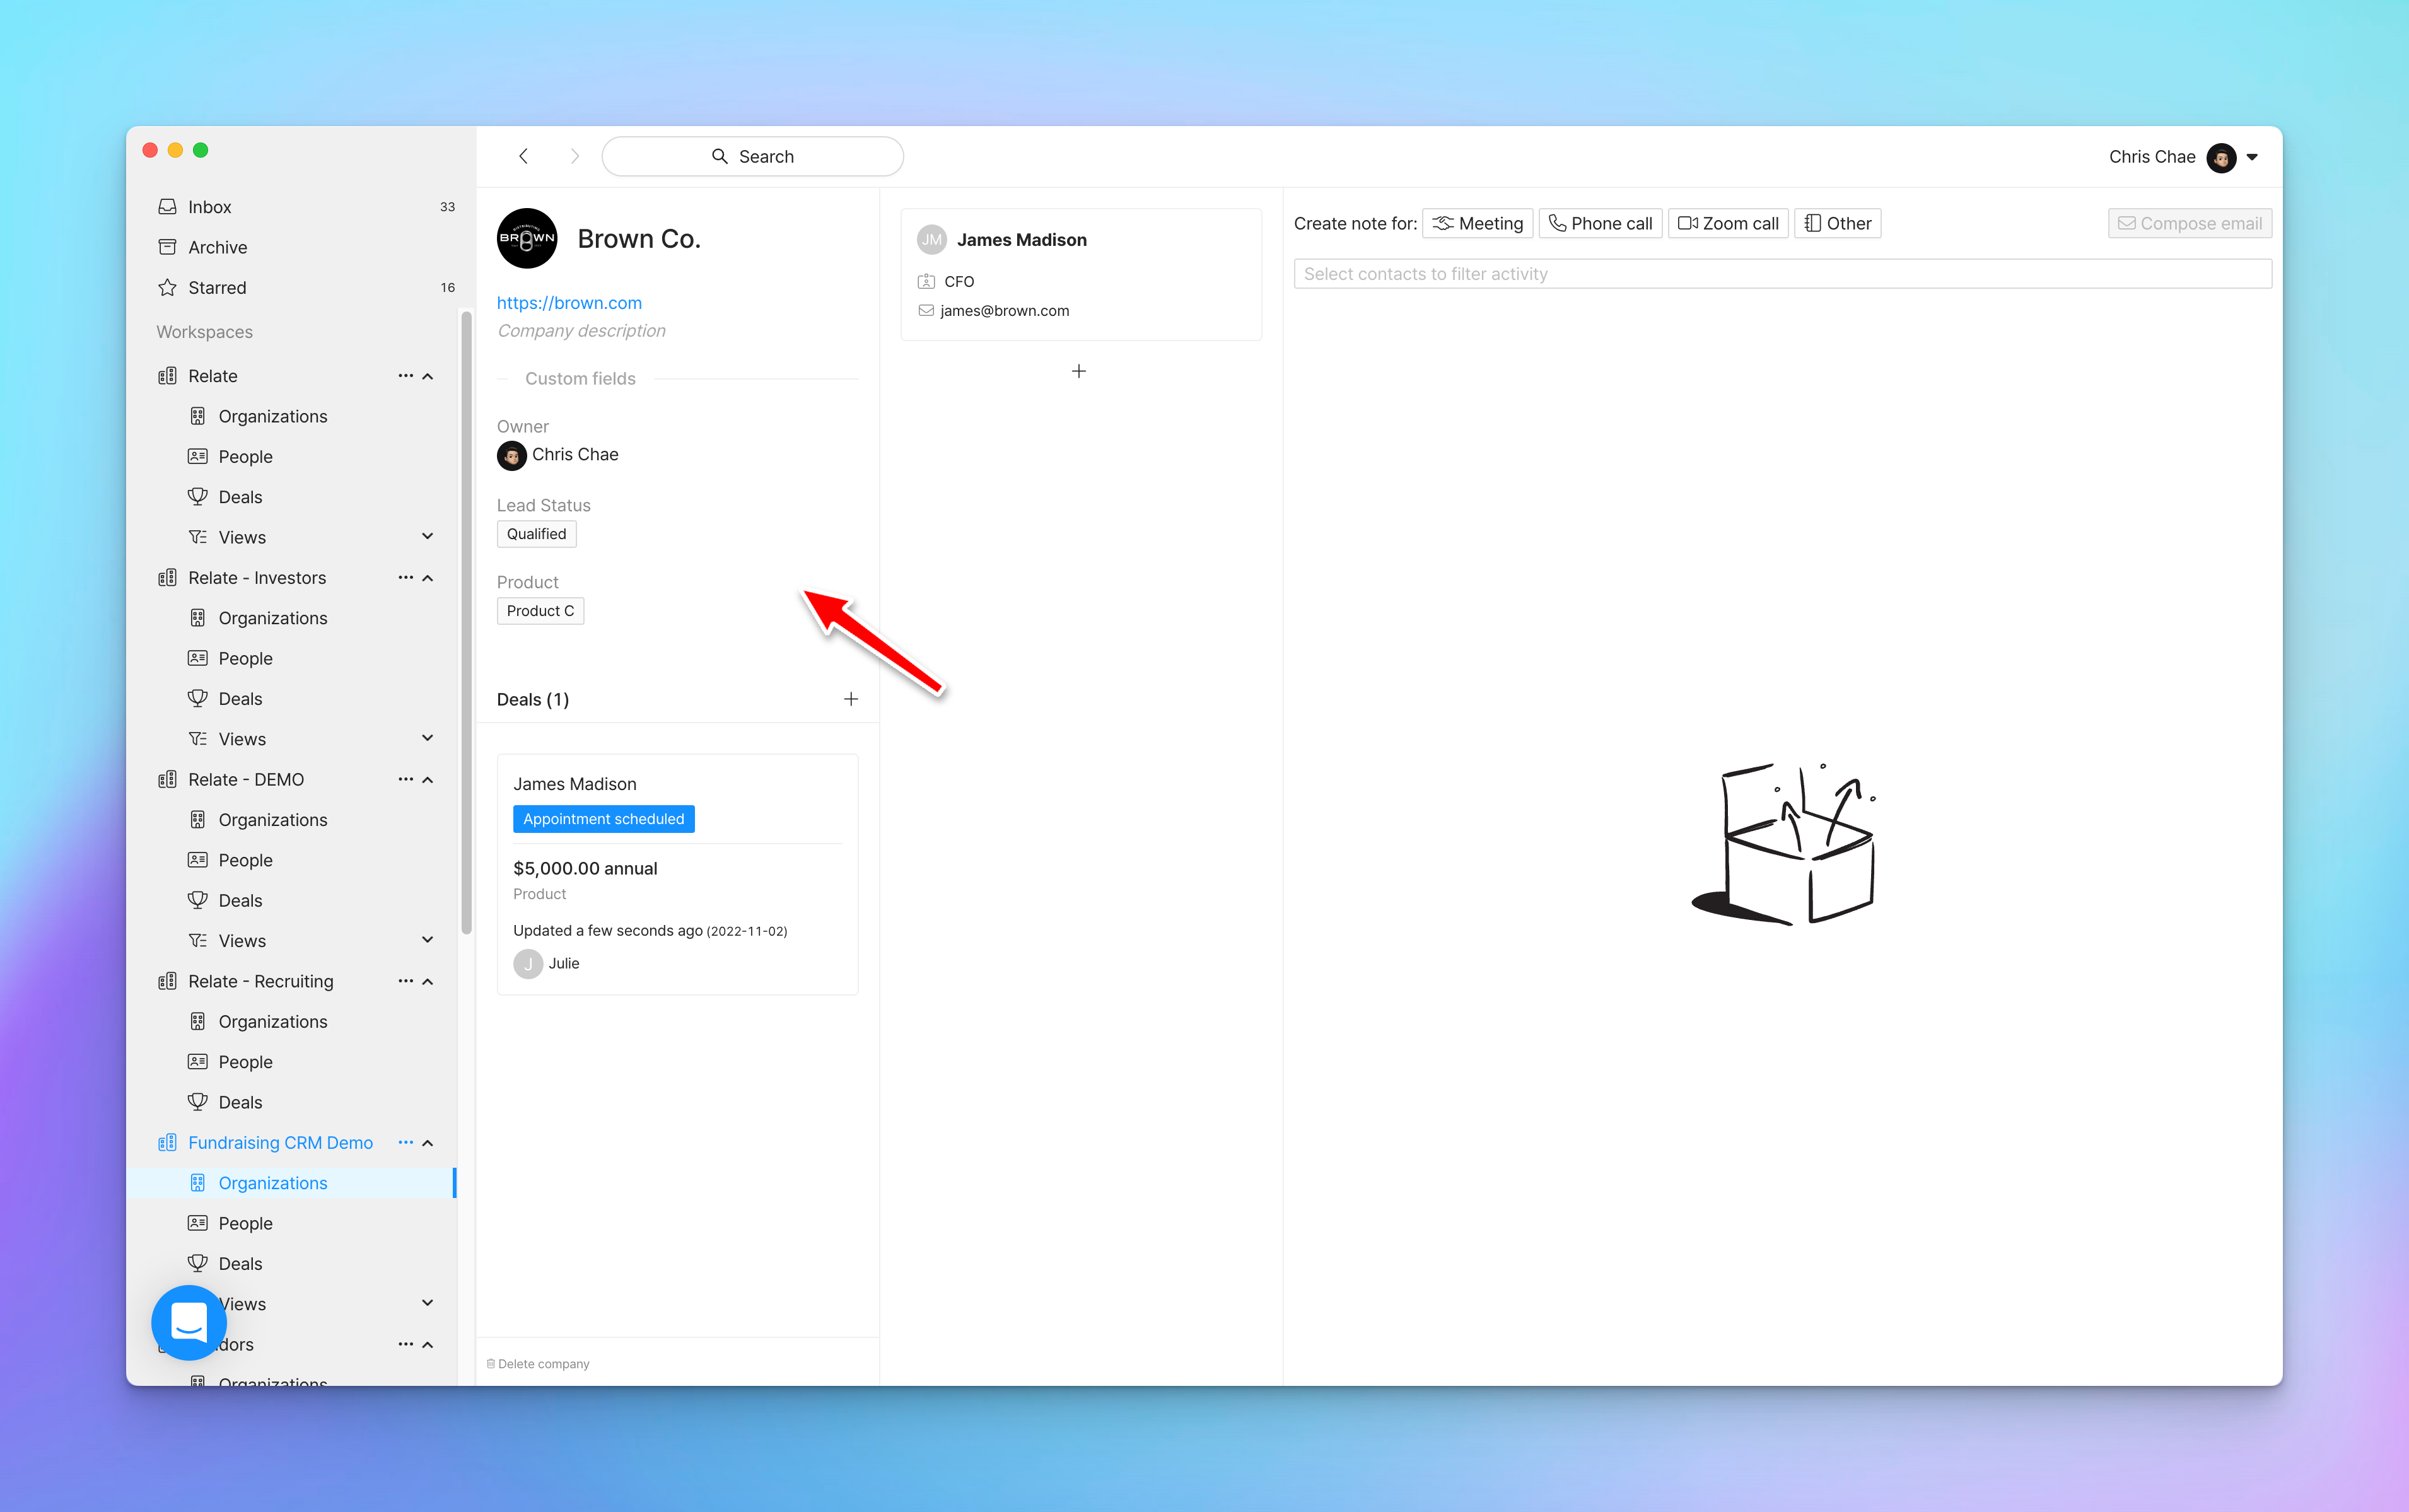 Search
Chris Chae
Inbox 33
Archive
Starred 16
Workspaces
Relate
Organizations
People
Deals
Views
Relate - Investors
Organizations
People
Deals
Views
Relate - DEMO
Organizations
People
Deals
Views
Relate - Recruiting
Organizations
People
Deals
Fundraising CRM Demo
Organizations
People
Deals
Views
dors
Organizations
BROWN
Brown Co.
https://brown.com
Company description
Custom fields
Owner
Chris Chae
Lead Status
Qualified
Product
Product C
Deals (1)
James Madison
Appointment scheduled
$5,000.00 annual
Product
Updated a few seconds ago (2022-11-02)
J Julie
Delete company
JM James Madison
CFO
james@brown.com
Create note for: Meeting Phone call Zoom call Other Compose email
Select contacts to filter activity